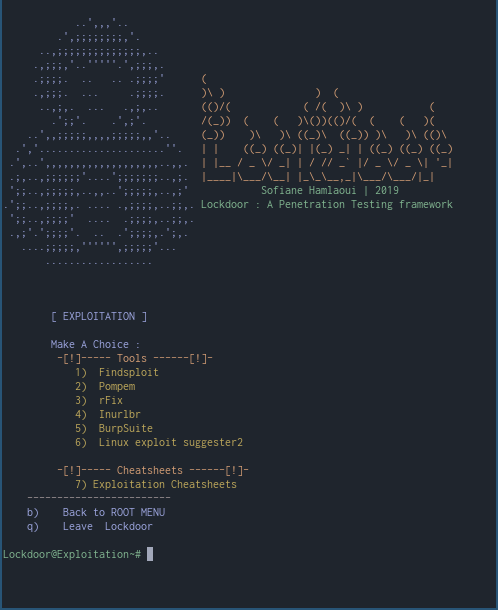 Sofiane Hamlaoui | 2019
Lockdoor : A Penetration Testing framework
[ EXPLOITATION ]
Make A Choice :
-[!]----- Tools ------[!]-
1) Findsploit
2) Pompem
3) rFix
4) Inurlbr
5) BurpSuite
6) Linux exploit suggester2
-[!]----- Cheatsheets ------[!]-
7) Exploitation Cheatsheets
------------------------
b) Back to ROOT MENU
q) Leave Lockdoor
Lockdoor@Exploitation~#